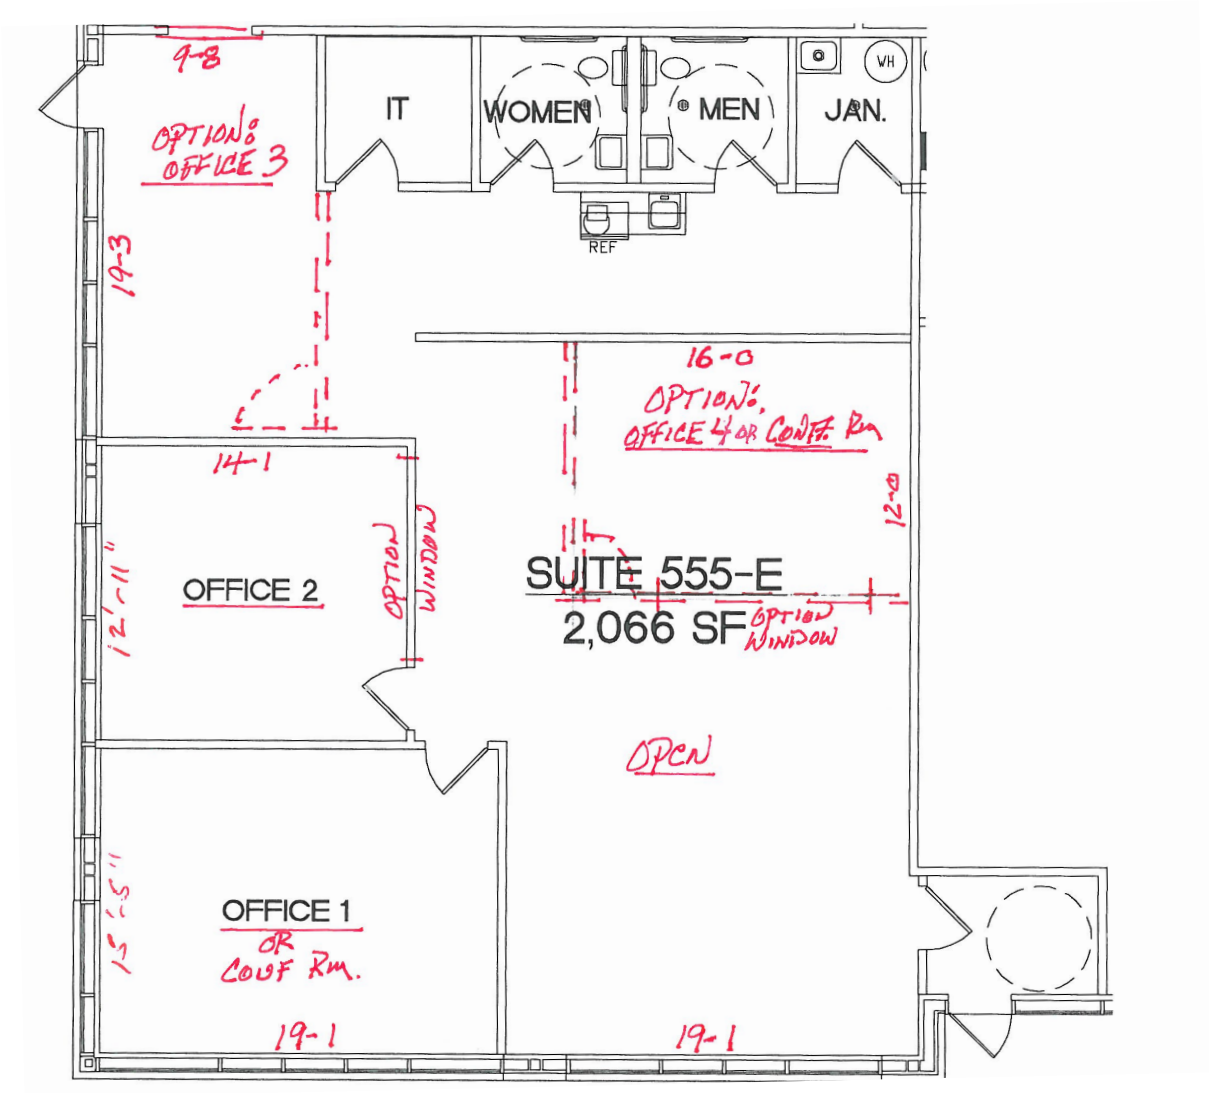 9-8
WH
IT
WOMEN
MEN
JAN.
OPTION:
OFFICE 3
REF
19-3
16-0
OPTION:
OFFICE 4 OR CONF. Rm
14-1
12-0
OPTION
WINDOW
12'-11"
OFFICE 2
SUITE 555-E
2,066 SF
OPTION
WINDOW
OPEN
15'-5"
OFFICE 1
OR
CONF Rm.
19-1
19-1